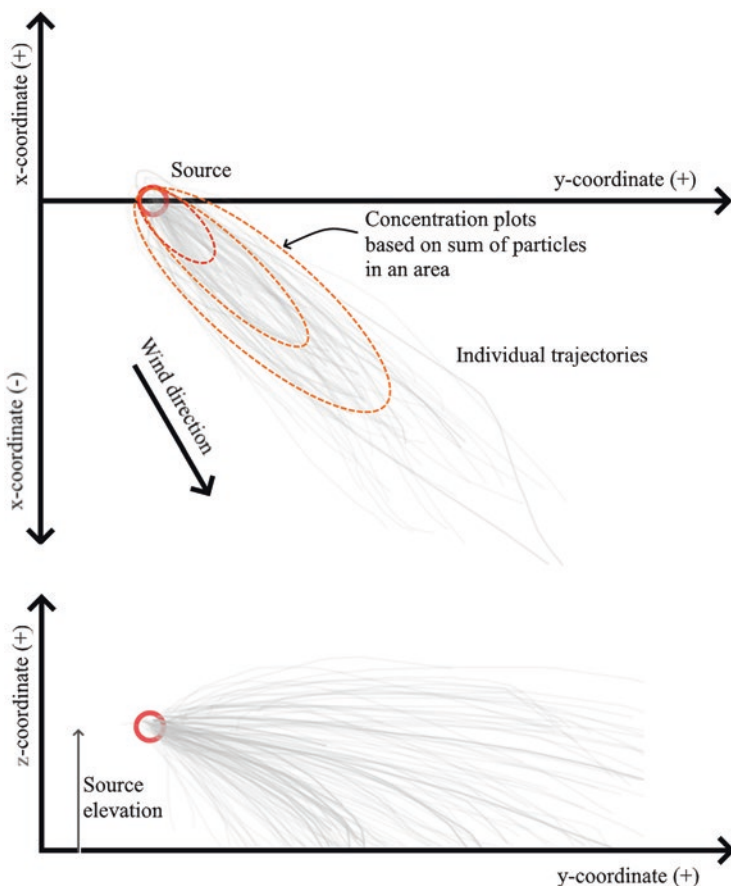 x-coordinate (+)
Source
y-coordinate (+)
Concentration plots
based on sum of particles
in an area
Individual trajectories
Wind direction
x-coordinate (-)
z-coordinate (+)
Source
elevation
y-coordinate (+)